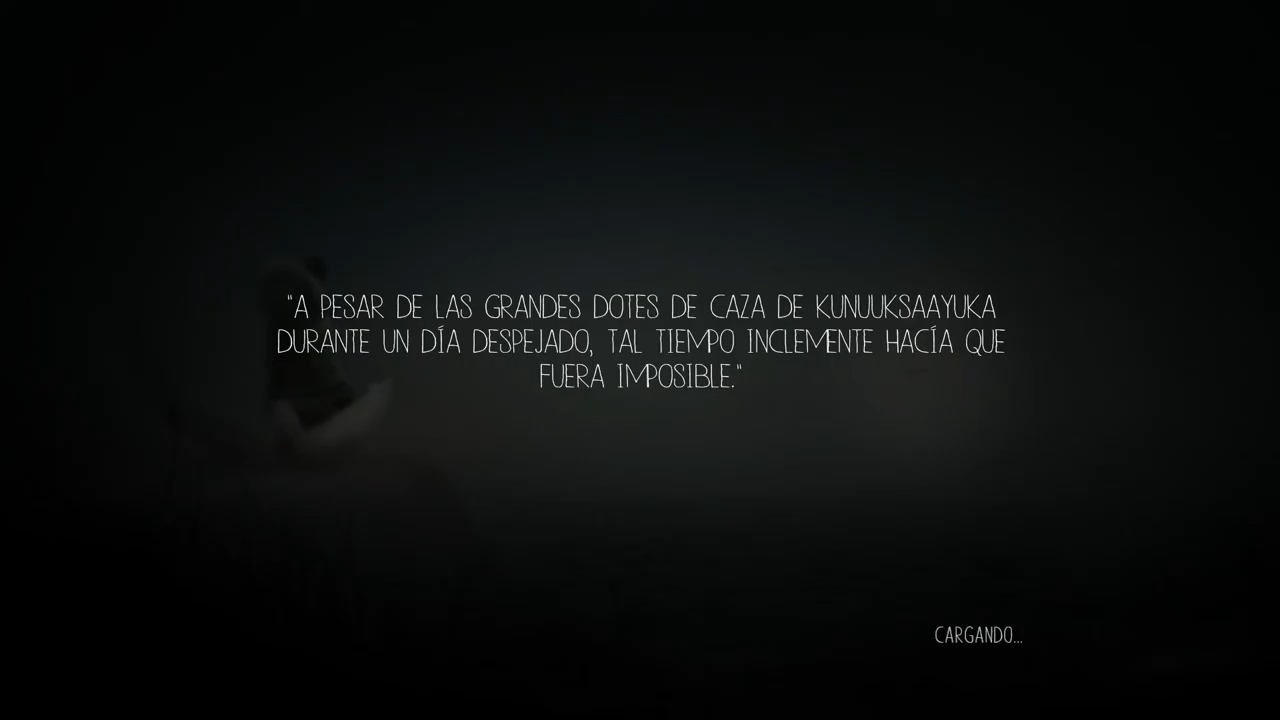 "A PESAR DE LAS GRANDES DOTES DE CAZA DE KUNUUKSAAYUKA
DURANTE UN DÍA DESPEJADO, TAL TIEMPO INCLEMENTE HACÍA QUE
FUERA IMPOSIBLE."
CARGANDO...